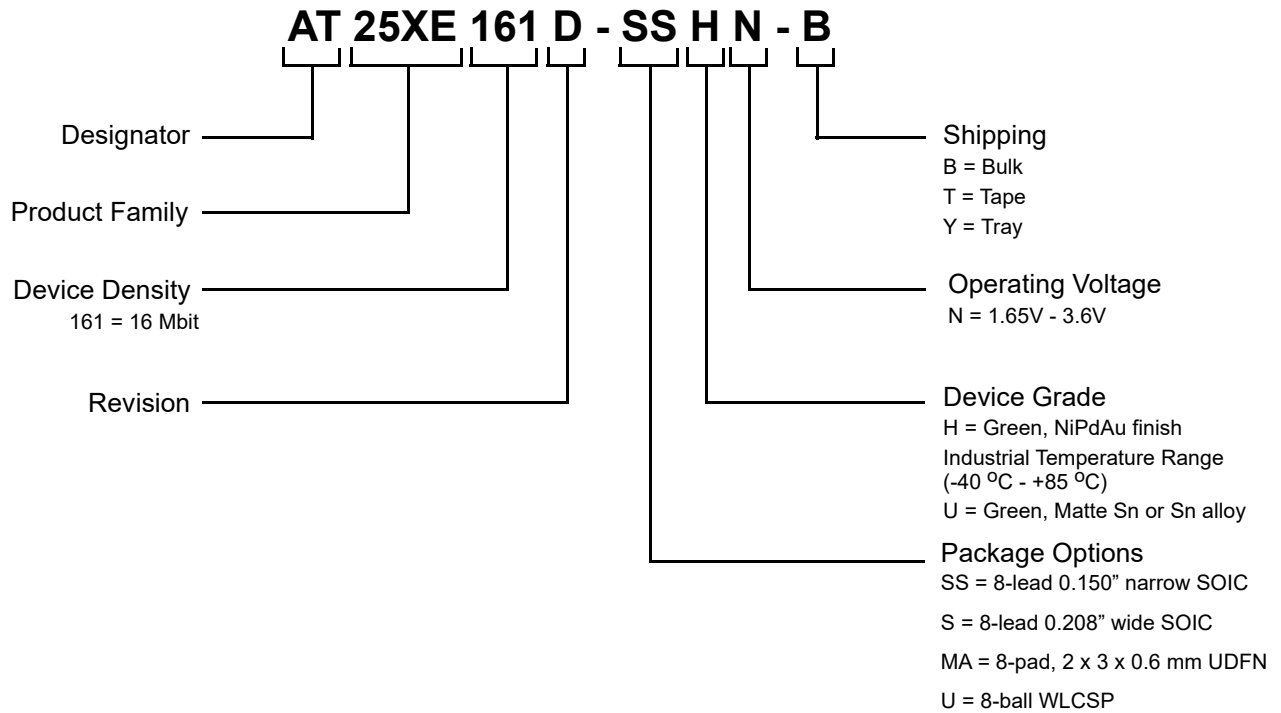 AT 25XE 161 D - SS H N - B
Designator
Product Family
Device Density
161 = 16 Mbit
Revision
Shipping
B = Bulk
T = Tape
Y = Tray
Operating Voltage
N = 1.65V - 3.6V
Device Grade
H = Green, NiPdAu finish
Industrial Temperature Range
(-40 ºC - +85 ºC)
U = Green, Matte Sn or Sn alloy
Package Options
SS = 8-lead 0.150” narrow SOIC
S = 8-lead 0.208” wide SOIC
MA = 8-pad, 2 x 3 x 0.6 mm UDFN
U = 8-ball WLCSP